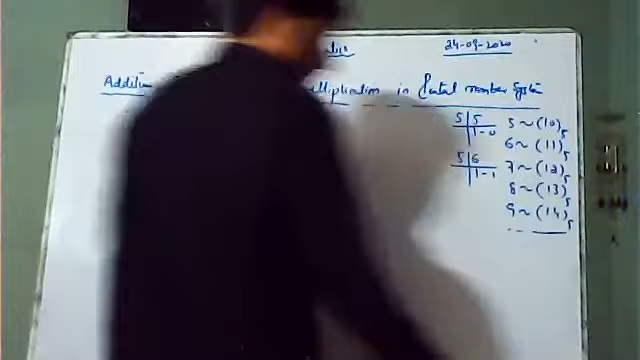 24-09-2020
Addition Multiplication in Pental number System
5 | 5
1-0
5 | 6
1-1
5 ~ (10)5
6 ~ (11)5
7 ~ (12)5
8 ~ (13)5
9 ~ (14)5